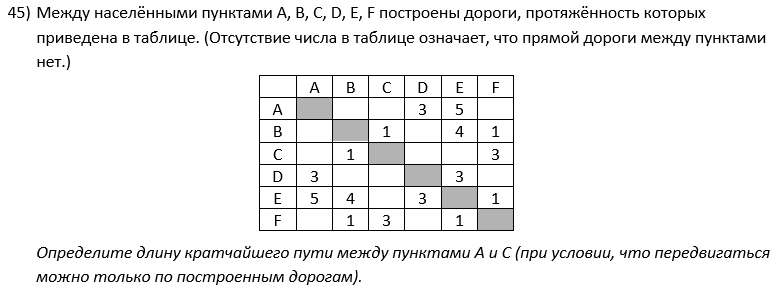 45) Между населёнными пунктами A, B, C, D, E, F построены дороги, протяжённость которых
приведена в таблице. (Отсутствие числа в таблице означает, что прямой дороги между пунктами
нет.)
A B C D E F
A 3 5
B 1 4 1
C 1 3
D 3 3
E 5 4 3 1
F 1 3 1
Определите длину кратчайшего пути между пунктами A и C (при условии, что передвигаться
можно только по построенным дорогам).